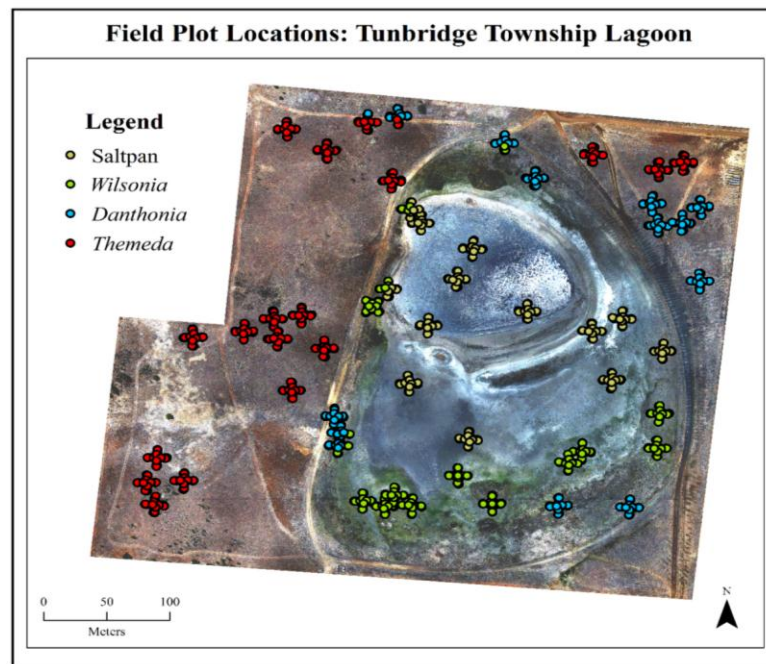 Field Plot Locations: Tunbridge Township Lagoon
Legend
Saltpan
Wilsonia
Danthonia
Themeda
0 50 100
Meters
N